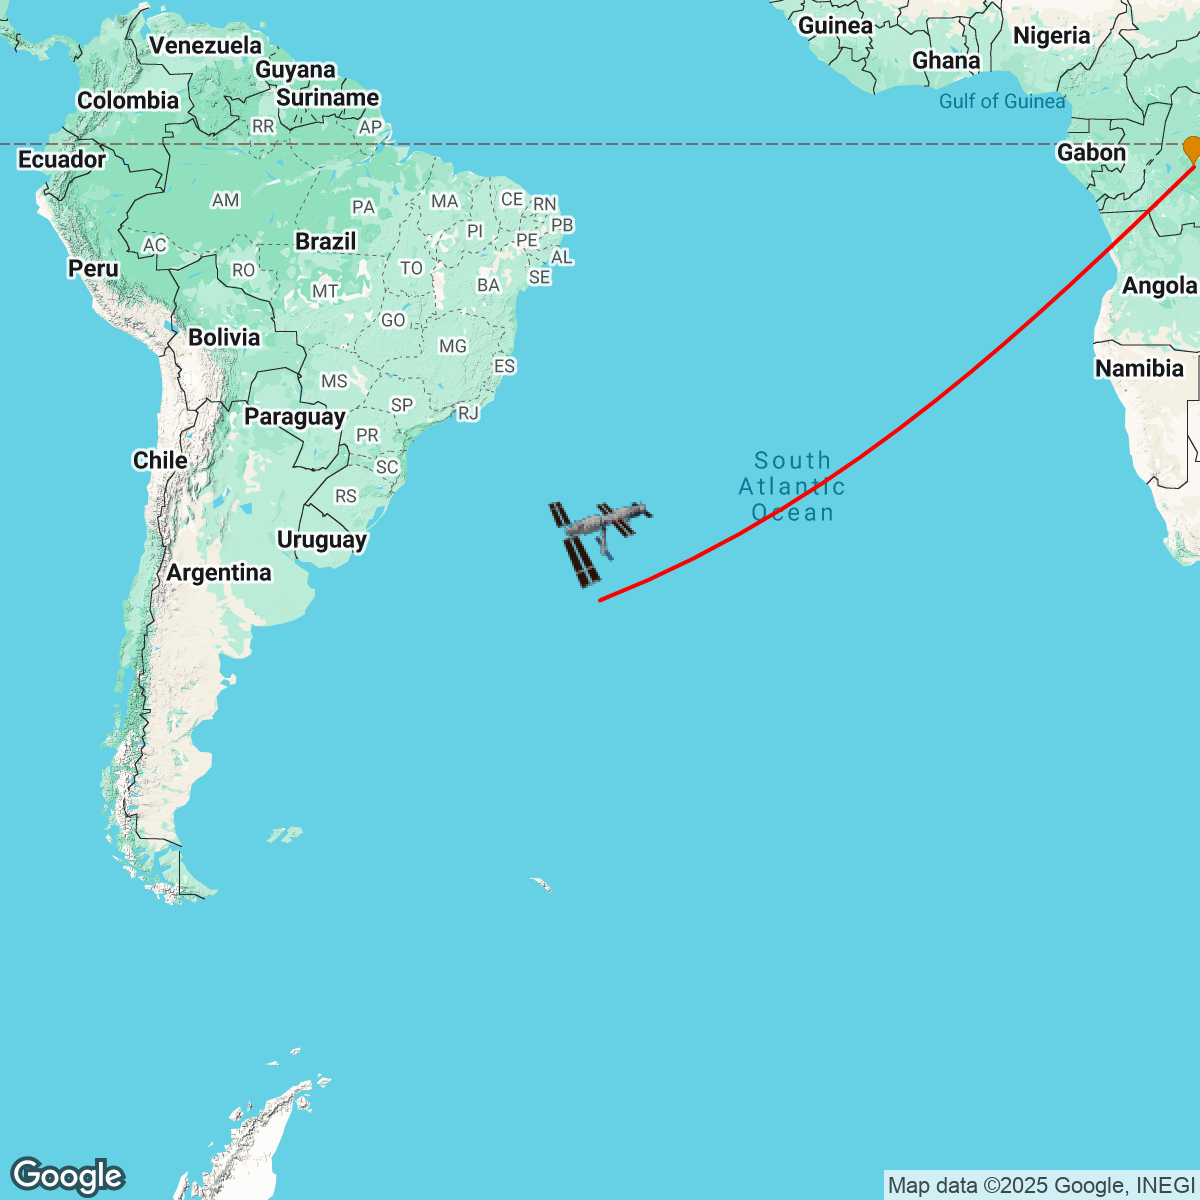 Guinea
Nigeria
Venezuela
Ghana
Guyana
Colombia
Suriname
Gulf of Guinea
RR
AP
Ecuador
Gabon
AM
PA
MA
CE
RN
PB
PI
PE
AC
Brazil
AL
Peru
RO
TO
SE
BA
MT
Angola
GO
Bolivia
MG
ES
Namibia
MS
SP
RJ
Paraguay
PR
Chile
SC
South
Atlantic
Ocean
RS
Uruguay
Argentina
Google
Map data ©2025 Google, INEGI